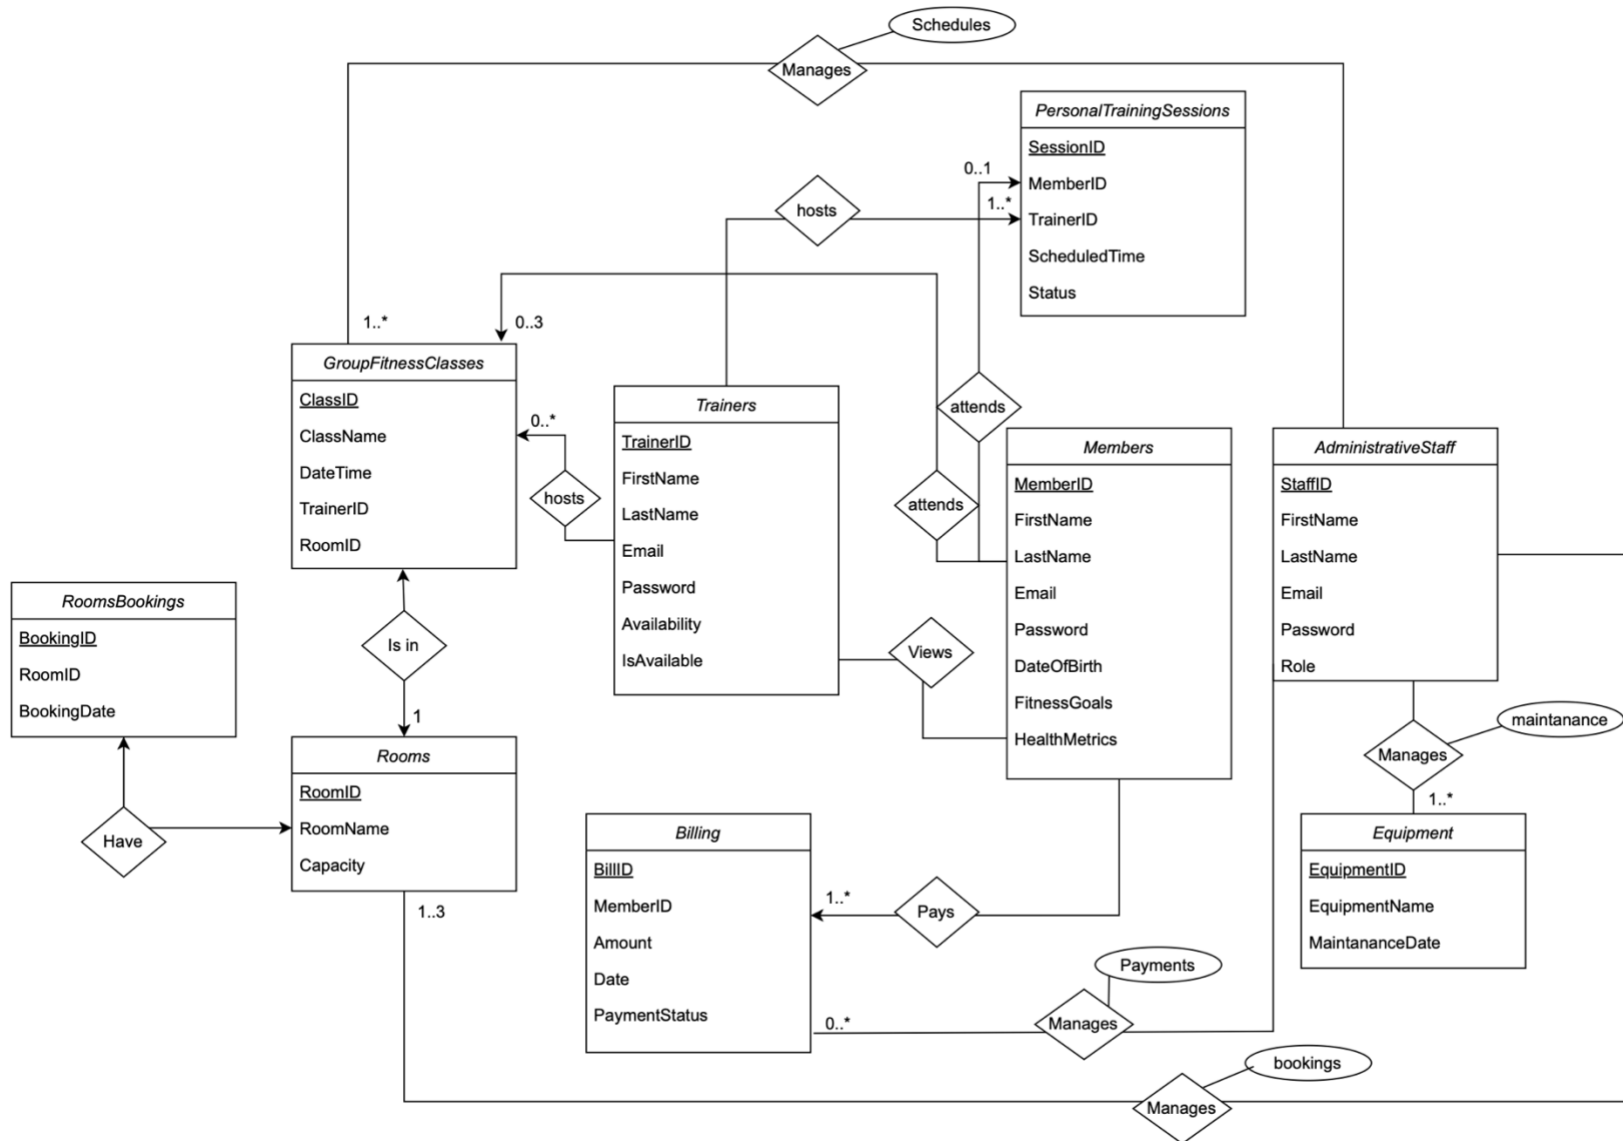 Schedules
Manages
PersonalTrainingSessions
SessionID
MemberID
TrainerID
ScheduledTime
Status
0..1
1..*
hosts
0..3
1..*
GroupFitnessClasses
ClassID
ClassName
DateTime
TrainerID
RoomID
0..*
hosts
Trainers
TrainerID
FirstName
LastName
Email
Password
Availability
IsAvailable
attends
attends
Members
MemberID
FirstName
LastName
Email
Password
DateOfBirth
FitnessGoals
HealthMetrics
AdministrativeStaff
StaffID
FirstName
LastName
Email
Password
Role
RoomsBookings
BookingID
RoomID
BookingDate
Is in
1
Views
Rooms
RoomID
RoomName
Capacity
Have
1..3
maintanance
Manages
1..*
Equipment
EquipmentID
EquipmentName
MaintananceDate
Billing
BillID
MemberID
Amount
Date
PaymentStatus
1..*
Pays
Payments
0..*
Manages
bookings
Manages